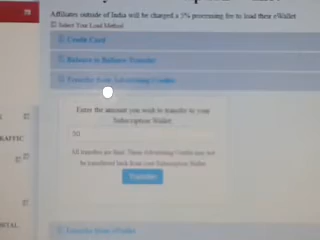 Affiliates outside of India will be charged a 3% processing fee to load their eWallet
Select Your Load Method
Credit Card
Balance to Balance Transfer
Transfer from Advertising Credits
Enter the amount you wish to transfer to your
Subscription Wallet
All transfers are final. These Advertising Credits may not
be transferred back from your Subscription Wallet
Transfer
RAFFIC